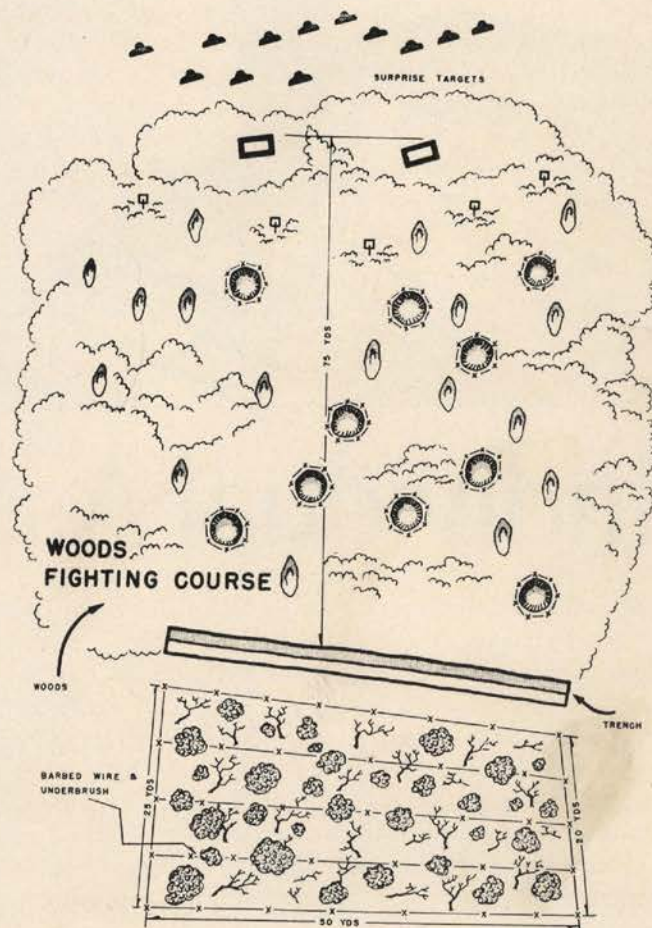 SURPRISE TARGETS
75 YDS
WOODS
FIGHTING COURSE
WOODS
TRENCH
BARBED WIRE &
UNDERBRUSH
25 YDS
20 YDS
50 YDS